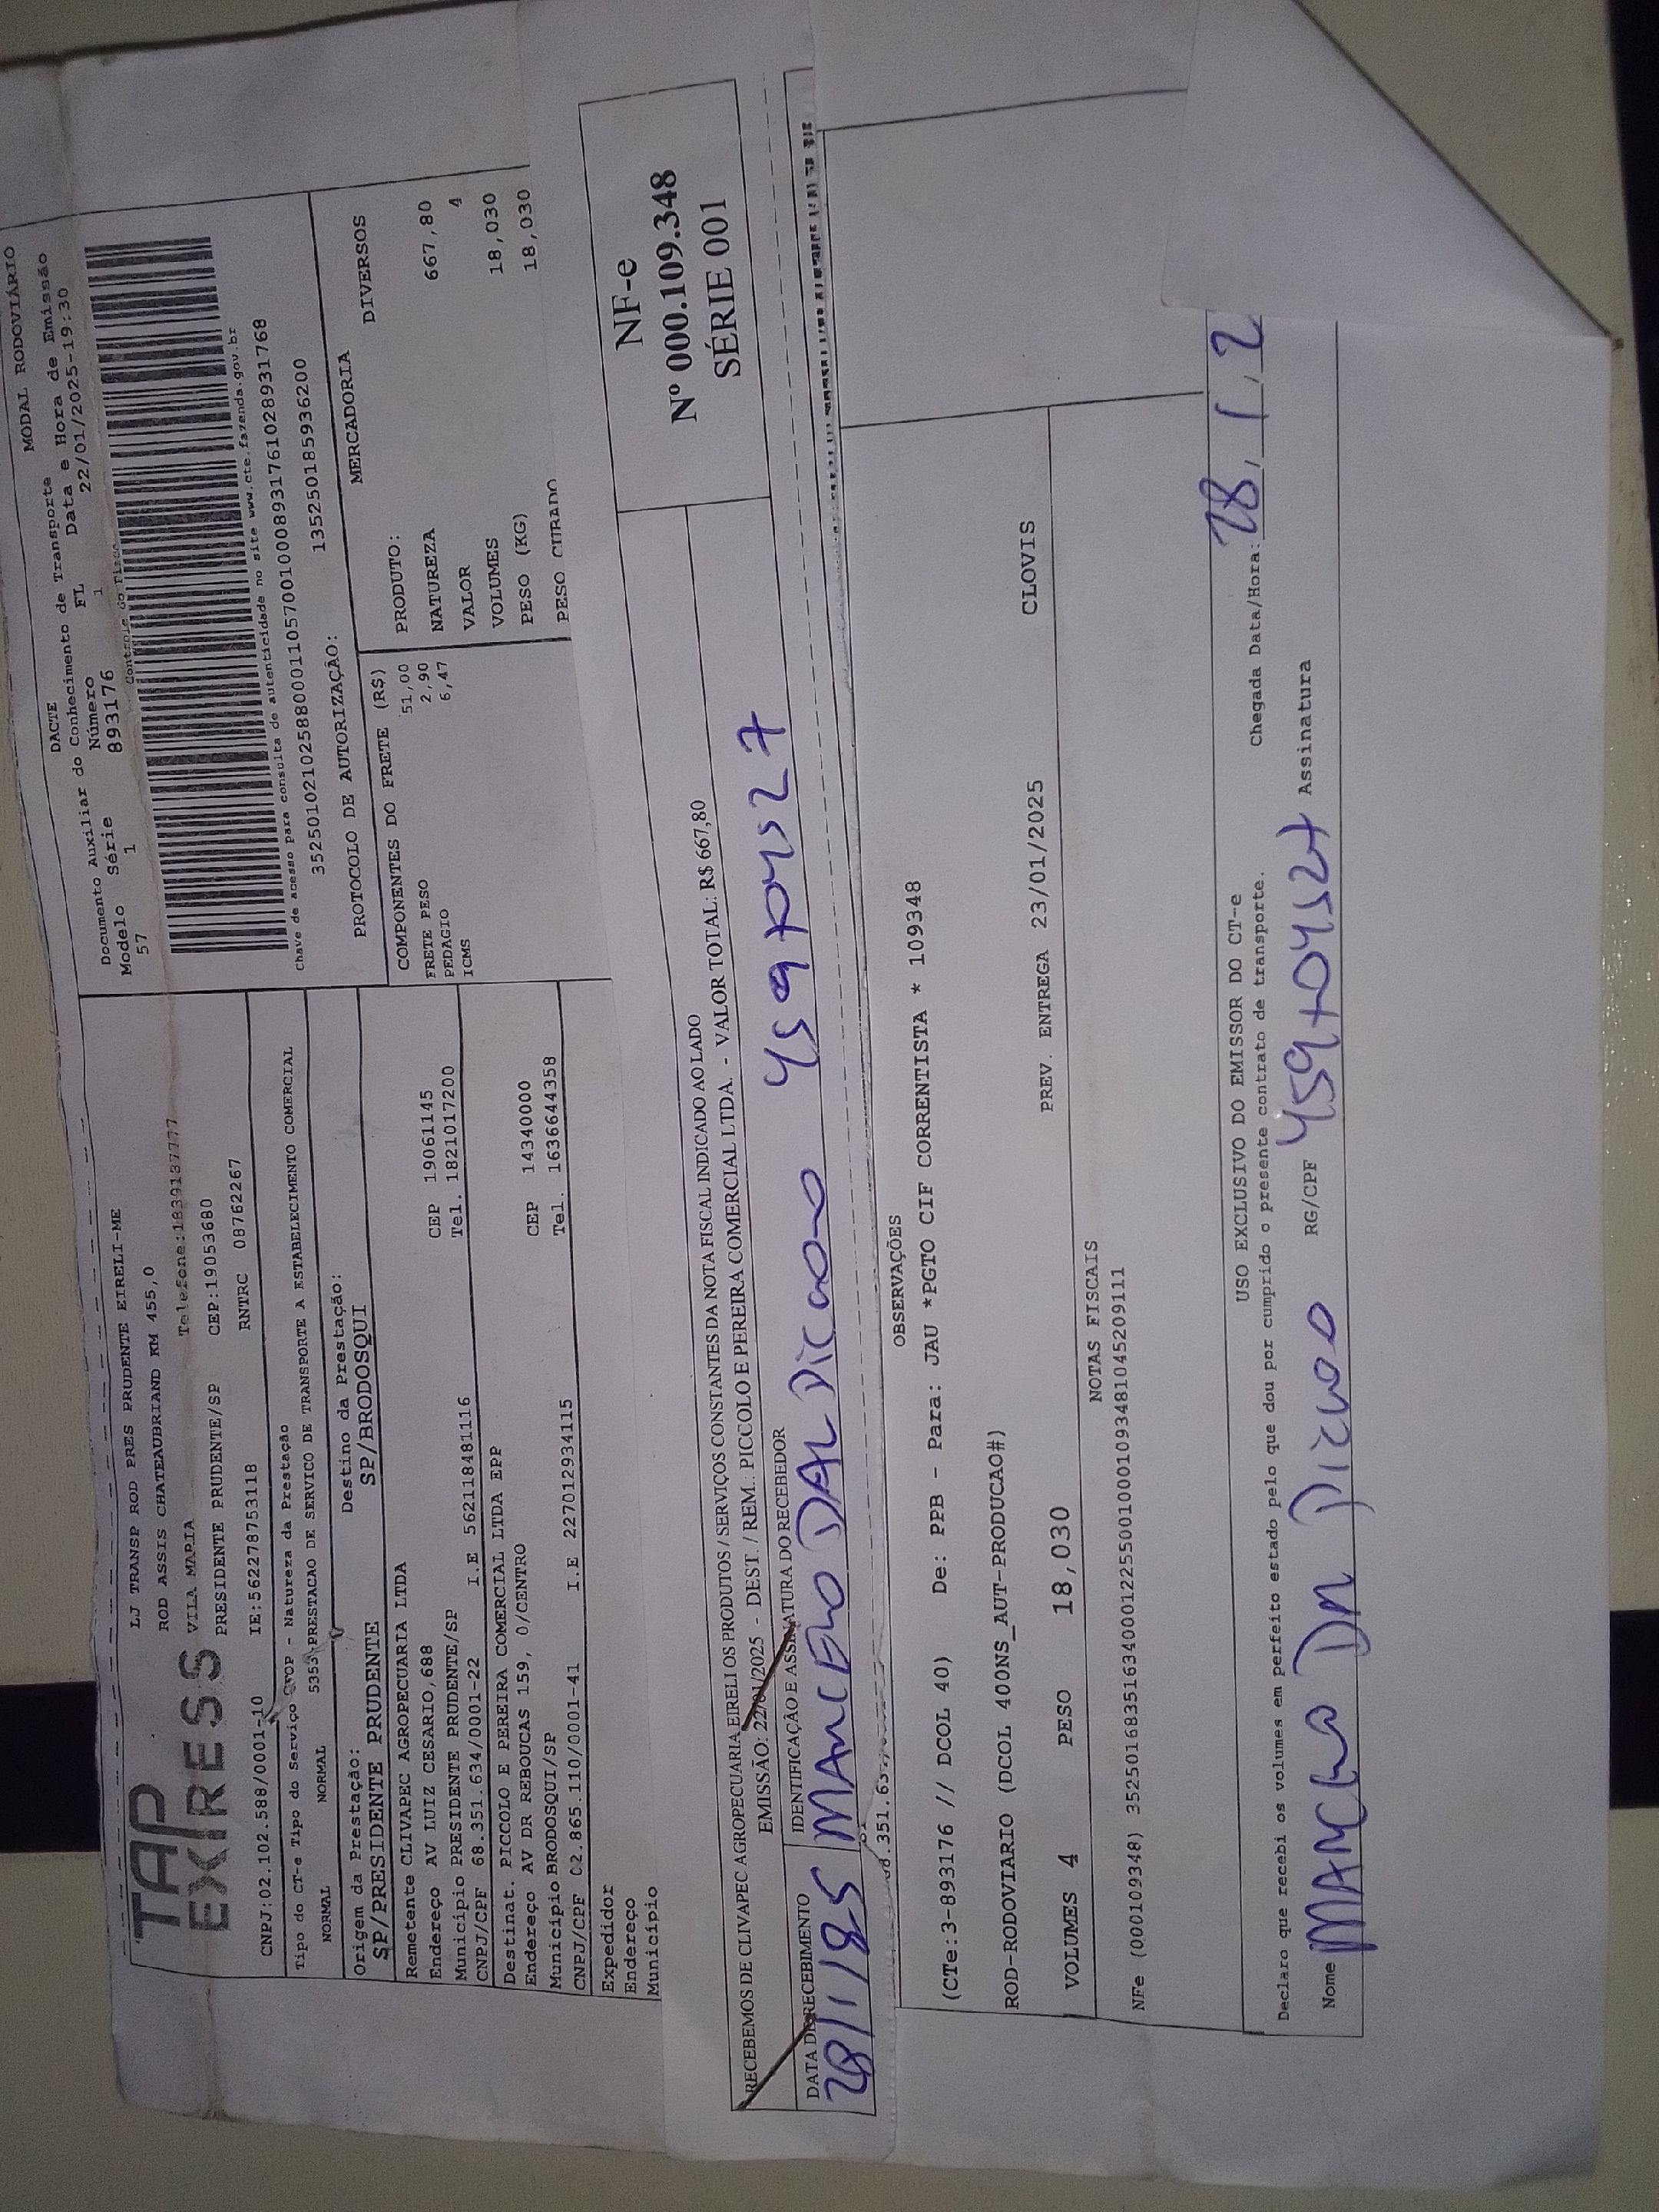 TAP EXPRESS
LJ TRANSP ROD PRES PRUDENTE EIRELI-ME
ROD ASSIS CHATEAUBRIAND KM 455,0
VILA MARIA Telefone:1839187777
PRESIDENTE PRUDENTE/SP CEP:19053680
CNPJ:02.102.588/0001-10 IE:562278753118 RNTRC 08762267
MODAL RODOVIÁRIO
DACTE
Documento Auxiliar do Conhecimento de Transporte
Modelo Série Número FL Data e Hora de Emissão
57 1 893176 1 22/01/2025-19:30
Controle do Fisco
Chave de acesso para consulta de autenticidade no site www.cte.fazenda.gov.br
35250102102588000110570010008931761028931768
PROTOCOLO DE AUTORIZAÇÃO: 135250185936200
Tipo do CT-e Tipo do Serviço CFOP - Natureza da Prestação
NORMAL NORMAL 5353-PRESTACAO DE SERVICO DE TRANSPORTE A ESTABELECIMENTO COMERCIAL
Origem da Prestação: Destino da Prestação:
SP/PRESIDENTE PRUDENTE SP/BRODOSQUI
Remetente CLIVAPEC AGROPECUARIA LTDA
Endereço AV LUIZ CESARIO,688 CEP 19061145
Município PRESIDENTE PRUDENTE/SP Tel. 1821017200
CNPJ/CPF 68.351.634/0001-22 I.E 562118481116
Destinat. PICCOLO E PEREIRA COMERCIAL LTDA EPP
Endereço AV DR REBOUCAS 159, 0/CENTRO CEP 14340000
Município BRODOSQUI/SP Tel. 1636644358
CNPJ/CPF 02.865.110/0001-41 I.E 227012934115
Expedidor
Endereço
Município
COMPONENTES DO FRETE (R$)
FRETE PESO 51,00
PEDAGIO 2,90
ICMS 6,47
MERCADORIA
PRODUTO: DIVERSOS
NATUREZA
VALOR 667,80
VOLUMES 4
PESO (KG) 18,030
PESO CUBADO 18,030
RECEBEMOS DE CLIVAPEC AGROPECUARIA EIRELI OS PRODUTOS / SERVIÇOS CONSTANTES DA NOTA FISCAL INDICADO AO LADO
EMISSÃO: 22/01/2025 - DEST. / REM.: PICCOLO E PEREIRA COMERCIAL LTDA. - VALOR TOTAL: R$ 667,80
DATA DE RECEBIMENTO IDENTIFICAÇÃO E ASSINATURA DO RECEBEDOR
MARCELO DAL PICOLO 459704527
NF-e
Nº 000.109.348
SÉRIE 001
OBSERVAÇÕES
(CTe:3-893176 // DCOL 40) De: PPB - Para: JAU *PGTO CIF CORRENTISTA * 109348
ROD-RODOVIARIO (DCOL 400NS_AUT-PRODUCAO#)
VOLUMES 4 PESO 18,030 PREV. ENTREGA 23/01/2025 CLOVIS
NOTAS FISCAIS
NFe (000109348) 35250168351634000122550010001093481045209111
USO EXCLUSIVO DO EMISSOR DO CT-e
Declaro que recebi os volumes em perfeito estado pelo que dou por cumprido o presente contrato de transporte. Chegada Data/Hora: 28/1/2
Nome MARCELO DAL PICOLO RG/CPF 459704527 Assinatura